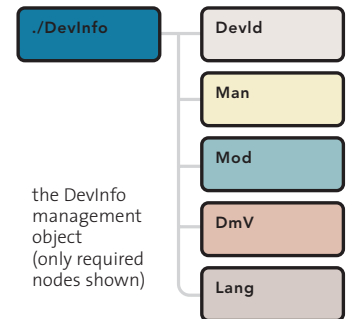 ./DevInfo
DevId
Man
Mod
DmV
Lang
the DevInfo
management
object
(only required
nodes shown)